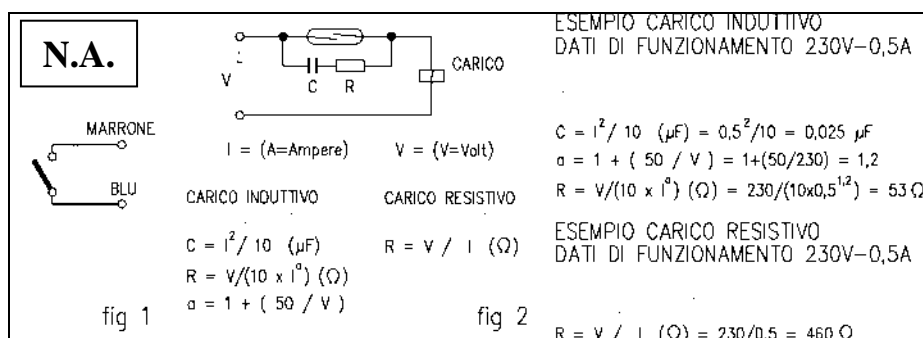 N.A.
MARRONE
BLU
fig 1
V
C R
CARICO
I = (A=Ampere) V = (V=Volt)
CARICO INDUTTIVO
C = I²/ 10 (µF)
R = V/(10 x Iᵃ) (Ω)
a = 1 + ( 50 / V )
CARICO RESISTIVO
R = V / I (Ω)
fig 2
ESEMPIO CARICO INDUTTIVO
DATI DI FUNZIONAMENTO 230V-0,5A
C = I²/ 10 (µF) = 0,5²/10 = 0,025 µF
a = 1 + ( 50 / V ) = 1+(50/230) = 1,2
R = V/(10 x Iᵃ) (Ω) = 230/(10x0,5¹,²) = 53 Ω
ESEMPIO CARICO RESISTIVO
DATI DI FUNZIONAMENTO 230V-0,5A
R = V / I (Ω) = 230/0,5 = 460 Ω